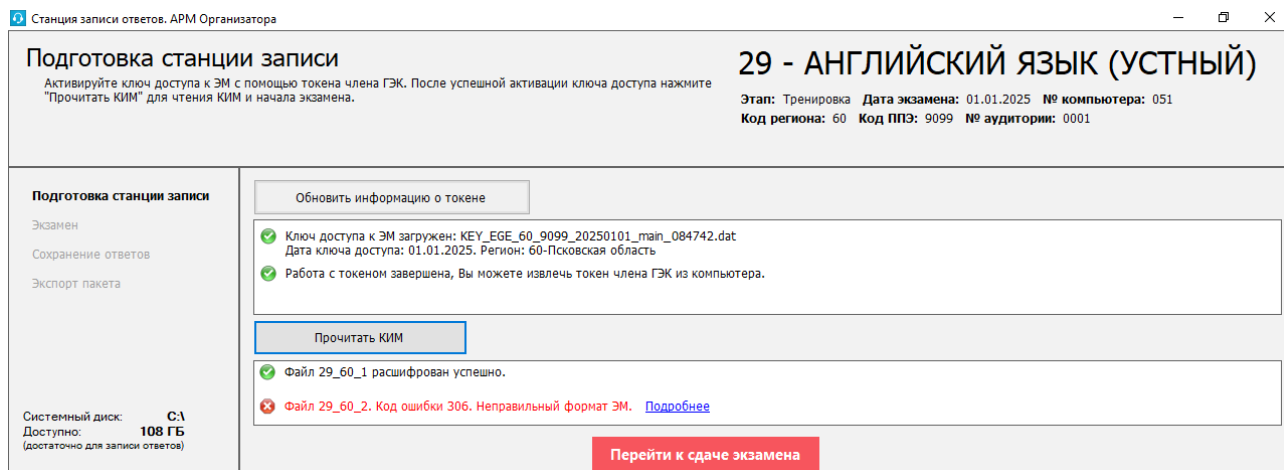 Станция записи ответов. АРМ Организатора
Подготовка станции записи
Активируйте ключ доступа к ЭМ с помощью токена члена ГЭК. После успешной активации ключа доступа нажмите
"Прочитать КИМ" для чтения КИМ и начала экзамена.
29 - АНГЛИЙСКИЙ ЯЗЫК (УСТНЫЙ)
Этап: Тренировка Дата экзамена: 01.01.2025 № компьютера: 051
Код региона: 60 Код ППЭ: 9099 № аудитории: 0001
Подготовка станции записи
Экзамен
Сохранение ответов
Экспорт пакета
Системный диск: C:\
Доступно: 108 ГБ
(достаточно для записи ответов)
Обновить информацию о токене
Ключ доступа к ЭМ загружен: KEY_EGE_60_9099_20250101_main_084742.dat
Дата ключа доступа: 01.01.2025. Регион: 60-Псковская область
Работа с токеном завершена, Вы можете извлечь токен члена ГЭК из компьютера.
Прочитать КИМ
Файл 29_60_1 расшифрован успешно.
Файл 29_60_2. Код ошибки 306. Неправильный формат ЭМ. Подробнее
Перейти к сдаче экзамена